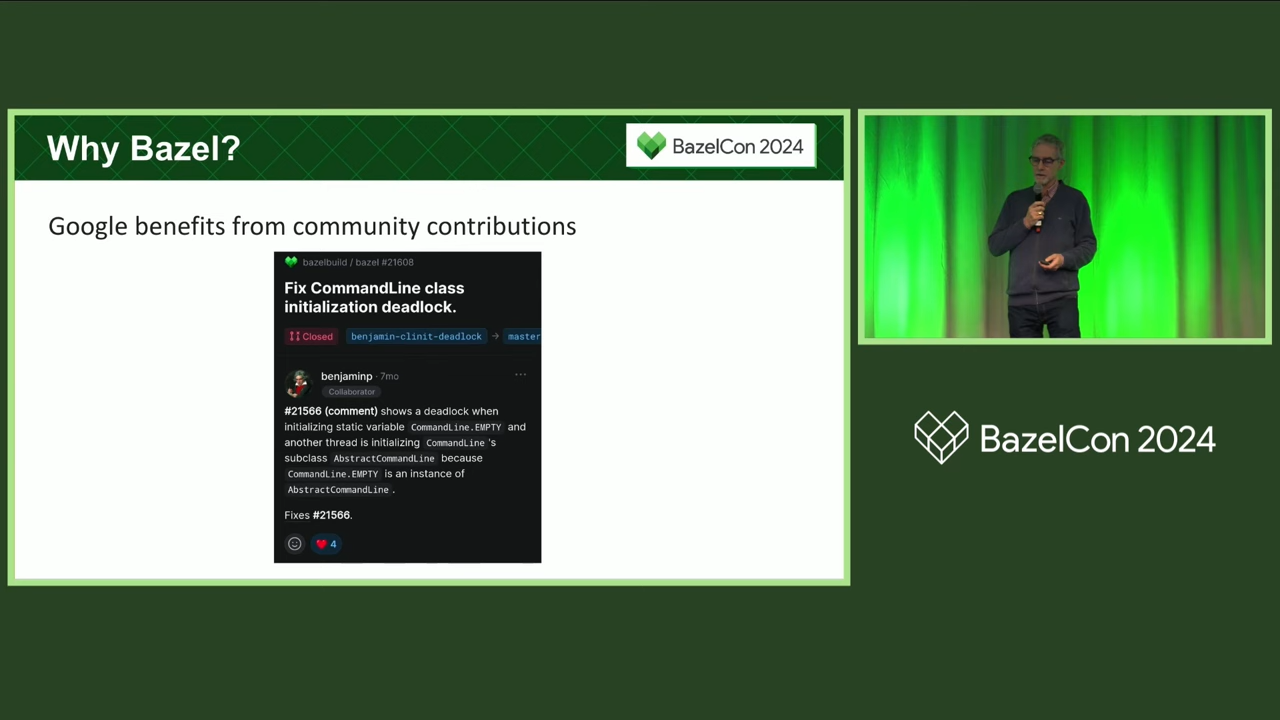 Why Bazel?
BazelCon 2024
Google benefits from community contributions
bazelbuild / bazel #21608
Fix CommandLine class
initialization deadlock.
Closed benjamin-clinit-deadlock → master
benjaminp · 7mo
Collaborator
#21566 (comment) shows a deadlock when
initializing static variable CommandLine.EMPTY and
another thread is initializing CommandLine 's
subclass AbstractCommandLine because
CommandLine.EMPTY is an instance of
AbstractCommandLine .
Fixes #21566.
4
BazelCon 2024